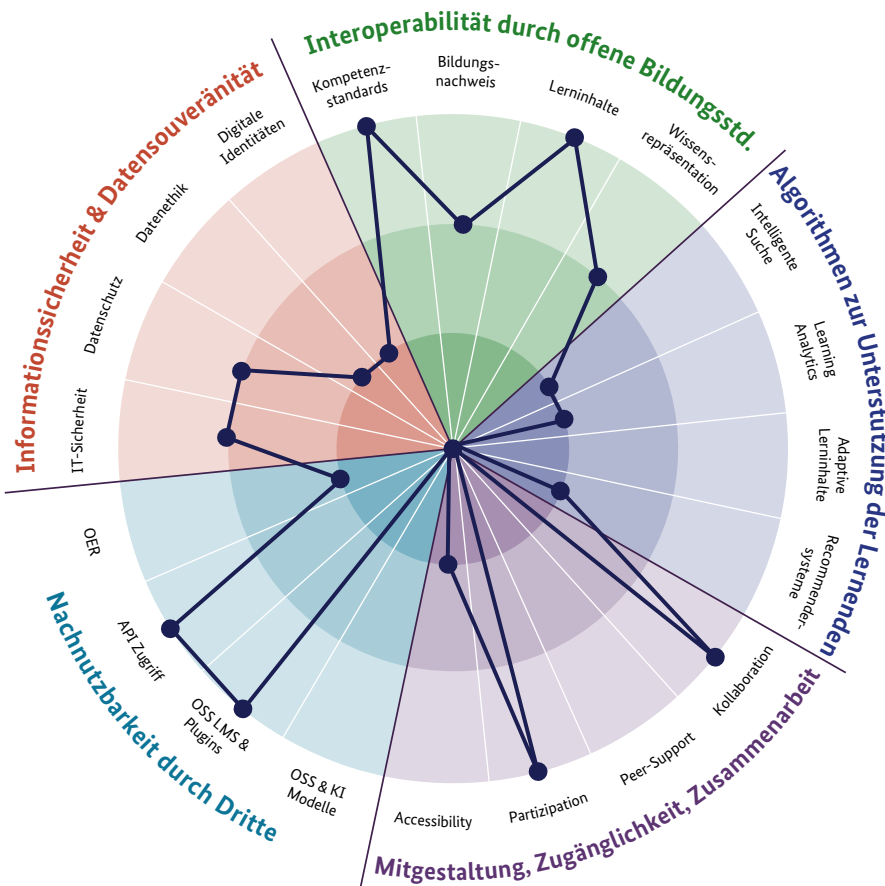 Interoperabilität durch offene Bildungsstd.
Kompetenz-
standards
Bildungs-
nachweis
Lerninhalte
Wissens-
repräsentation
Algorithmen zur Unterstützung der Lernenden
Intelligente
Suche
Learning
Analytics
Adaptive
Lerninhalte
Recommender-
systeme
Mitgestaltung, Zugänglichkeit, Zusammenarbeit
Kollaboration
Peer-Support
Partizipation
Accessibility
Nachnutzbarkeit durch Dritte
OSS & KI
Modelle
OSS LMS &
Plugins
API Zugriff
OER
Informationssicherheit & Datensouveränität
IT-Sicherheit
Datenschutz
Datenethik
Digitale
Identitäten